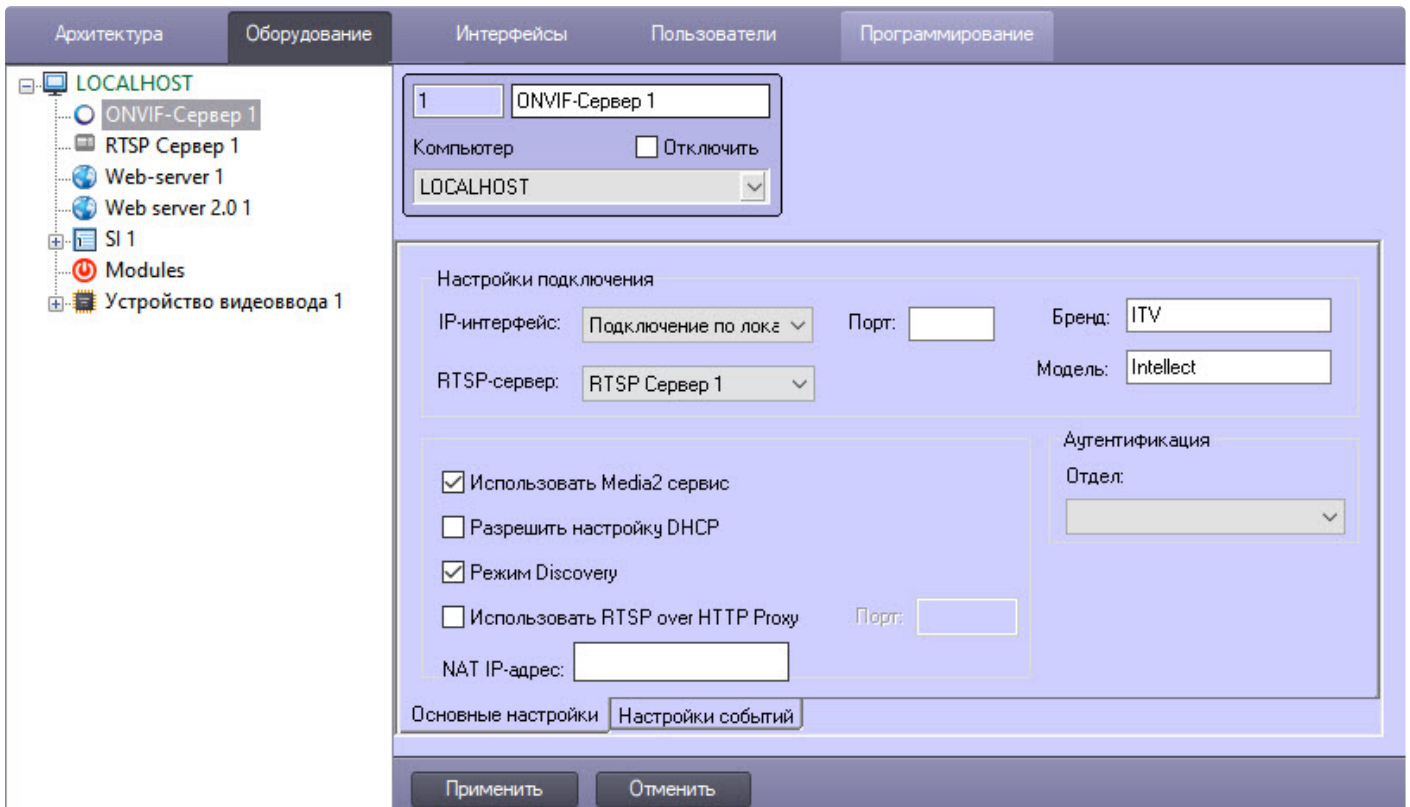 Архитектура Оборудование Интерфейсы Пользователи Программирование
LOCALHOST
ONVIF-Сервер 1
RTSP Сервер 1
Web-server 1
Web server 2.0 1
SI 1
Modules
Устройство видеоввода 1
1 ONVIF-Сервер 1
Компьютер Отключить
LOCALHOST
Настройки подключения
IP-интерфейс: Подключение по лока Порт: Бренд: ITV
RTSP-сервер: RTSP Сервер 1 Модель: Intellect
Аутентификация
Отдел:
Использовать Media2 сервис
Разрешить настройку DHCP
Режим Discovery
Использовать RTSP over HTTP Proxy Порт:
NAT IP-адрес:
Основные настройки Настройки событий
Применить Отменить